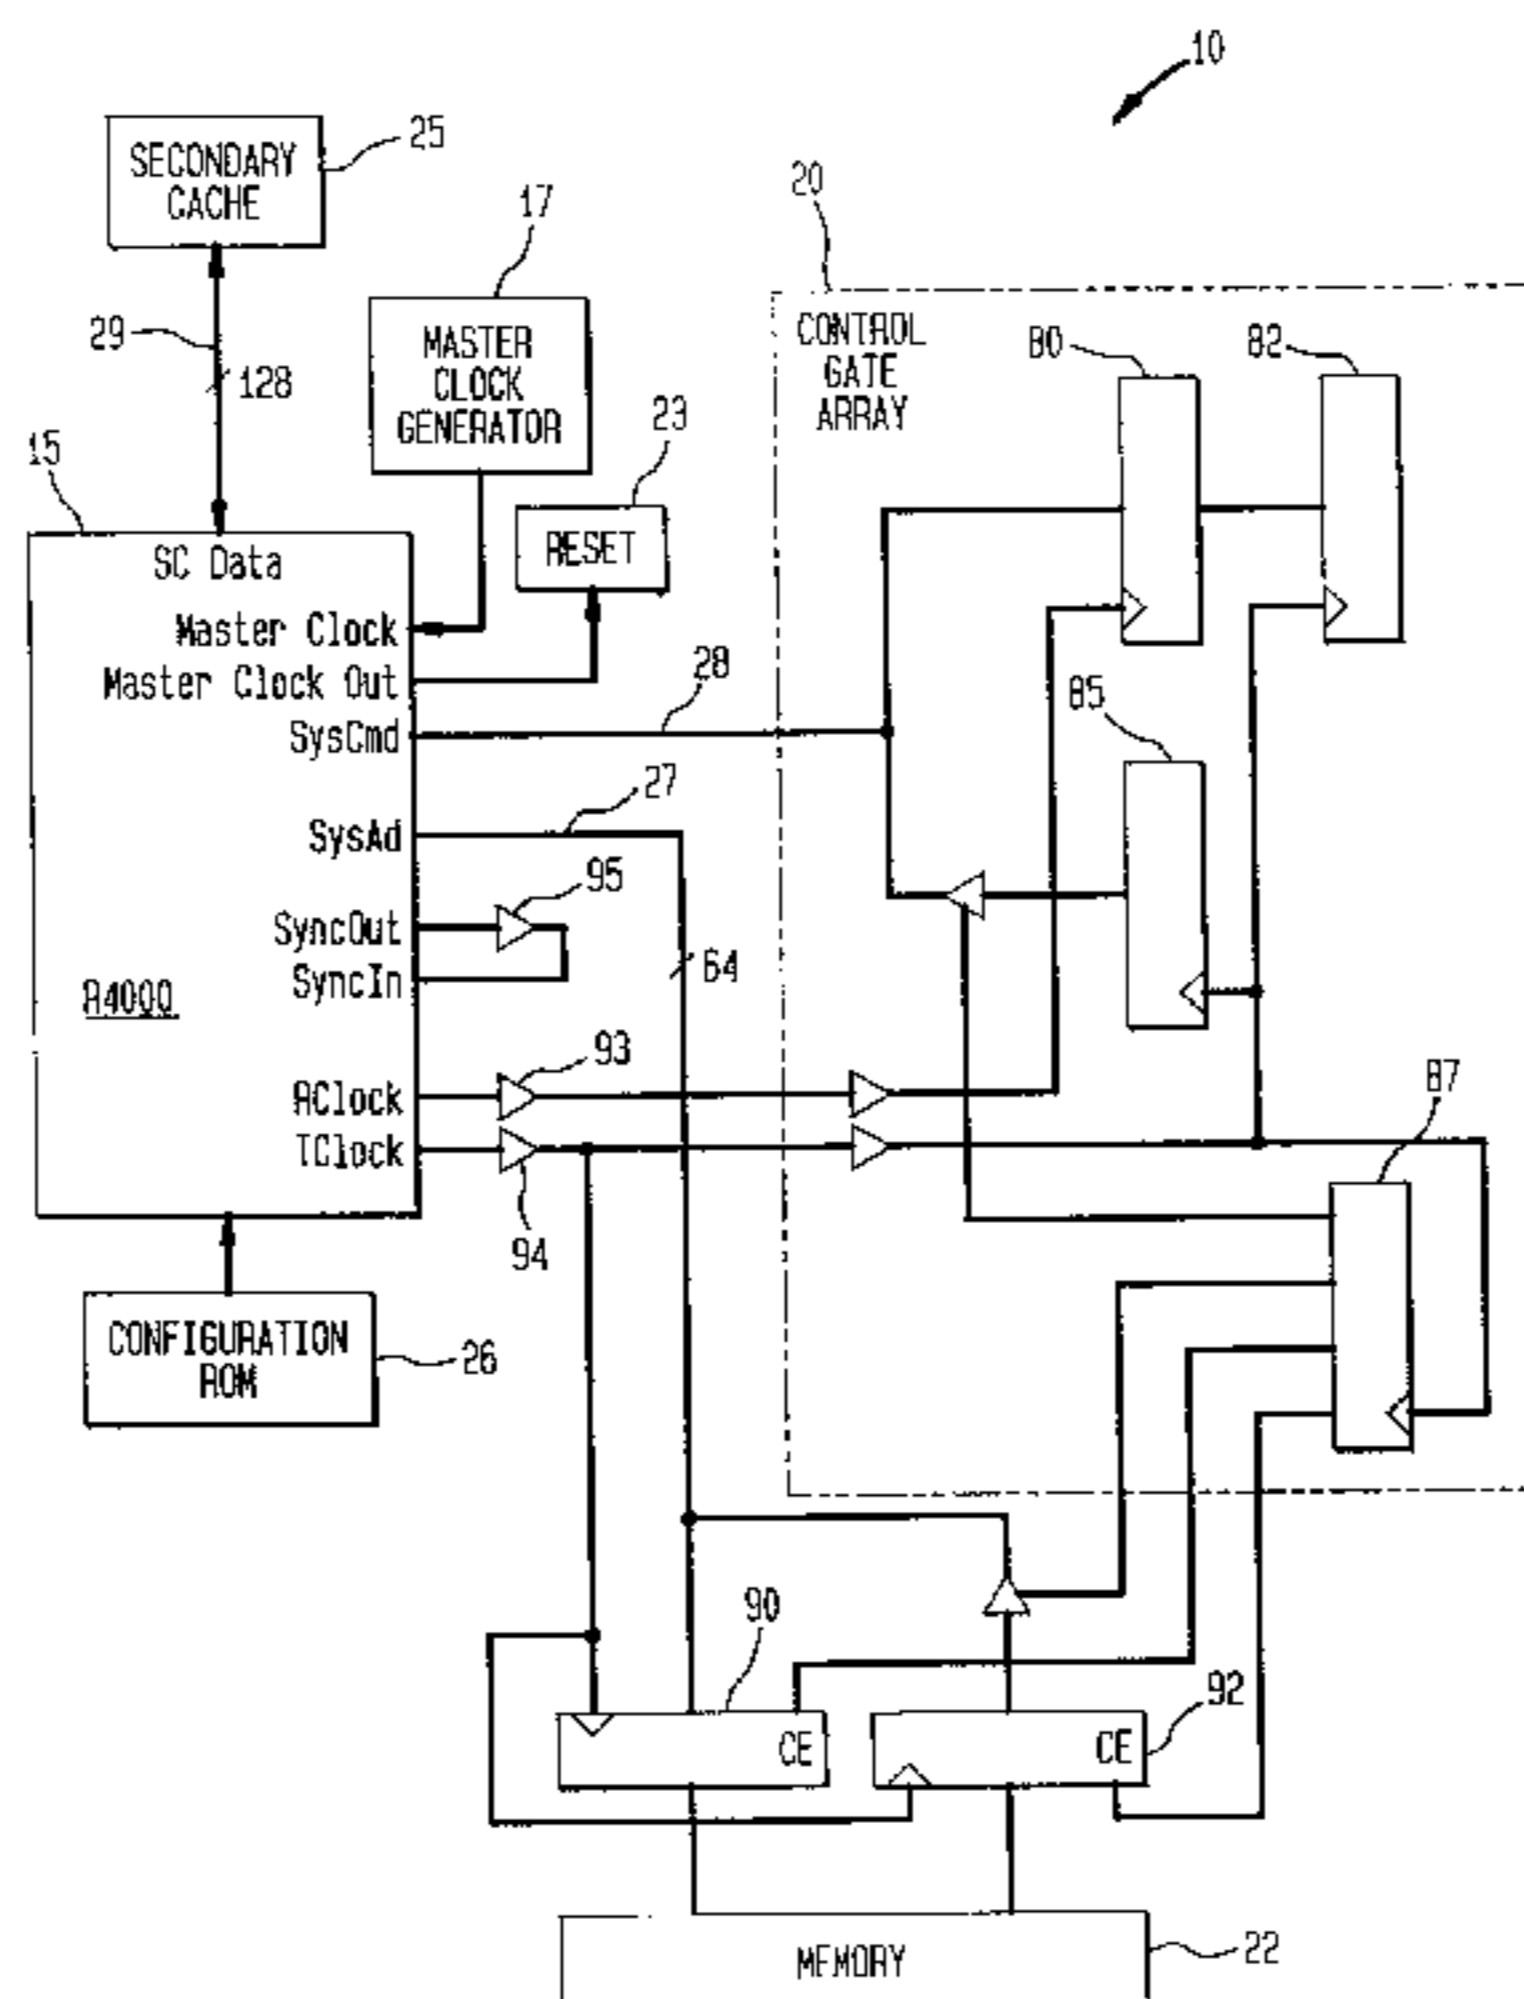 10
SECONDARY
CACHE
25
17
20
29
128
MASTER
CLOCK
GENERATOR
23
CONTROL
GATE
ARRAY
80
82
15
RESET
SC Data
Master Clock
Master Clock Out
SysCmd
28
85
SysAd
27
95
SyncOut
SyncIn
64
R4000
93
RClock
TClock
94
87
CONFIGURATION
ROM
26
90
92
CE
CE
MEMORY
22